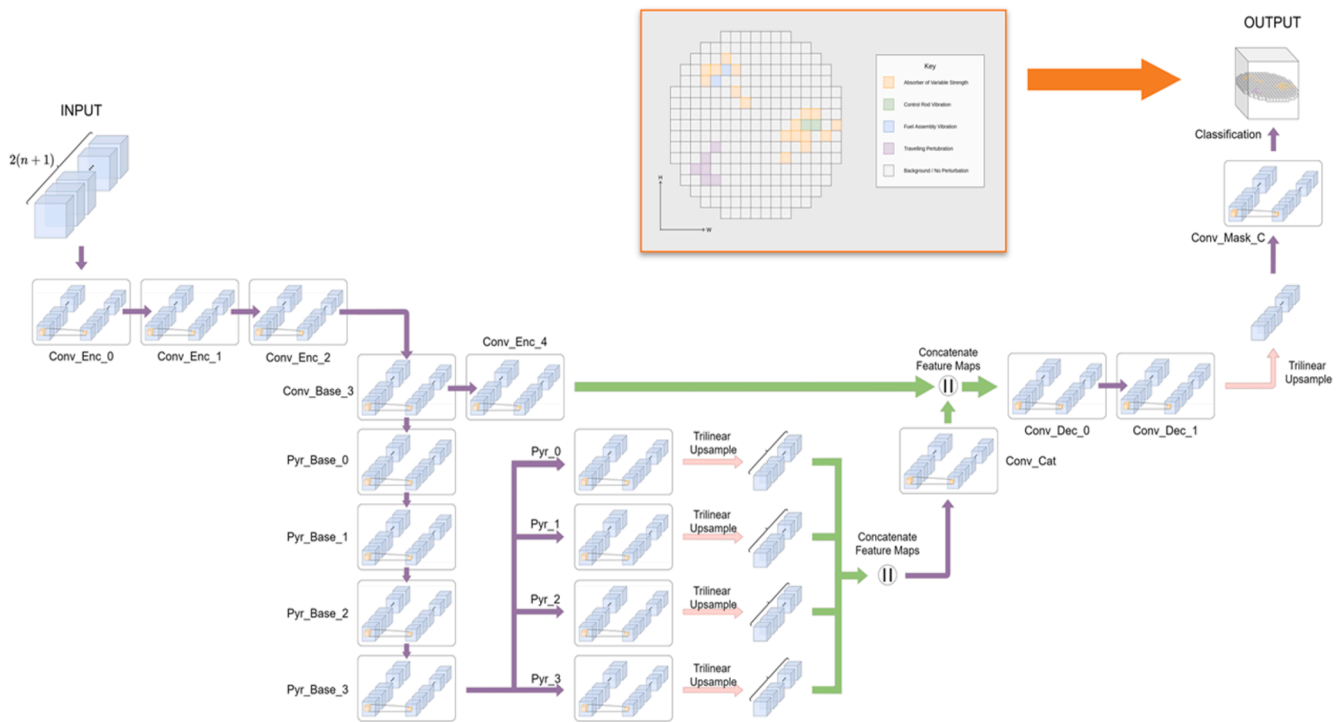 OUTPUT
Key
Absorber of Variable Strength
Control Rod Vibration
Fuel Assembly Vibration
Travelling Pertubration
Background / No Perturbation
H
W
Classification
INPUT
2(n + 1)
Conv_Mask_C
Conv_Enc_0
Conv_Enc_1
Conv_Enc_2
Conv_Enc_4
Conv_Base_3
Concatenate
Feature Maps
||
Trilinear
Upsample
Conv_Dec_0
Conv_Dec_1
Pyr_Base_0
Pyr_0
Trilinear
Upsample
Conv_Cat
Pyr_Base_1
Pyr_1
Trilinear
Upsample
Concatenate
Feature Maps
||
Pyr_Base_2
Pyr_2
Trilinear
Upsample
Pyr_Base_3
Pyr_3
Trilinear
Upsample